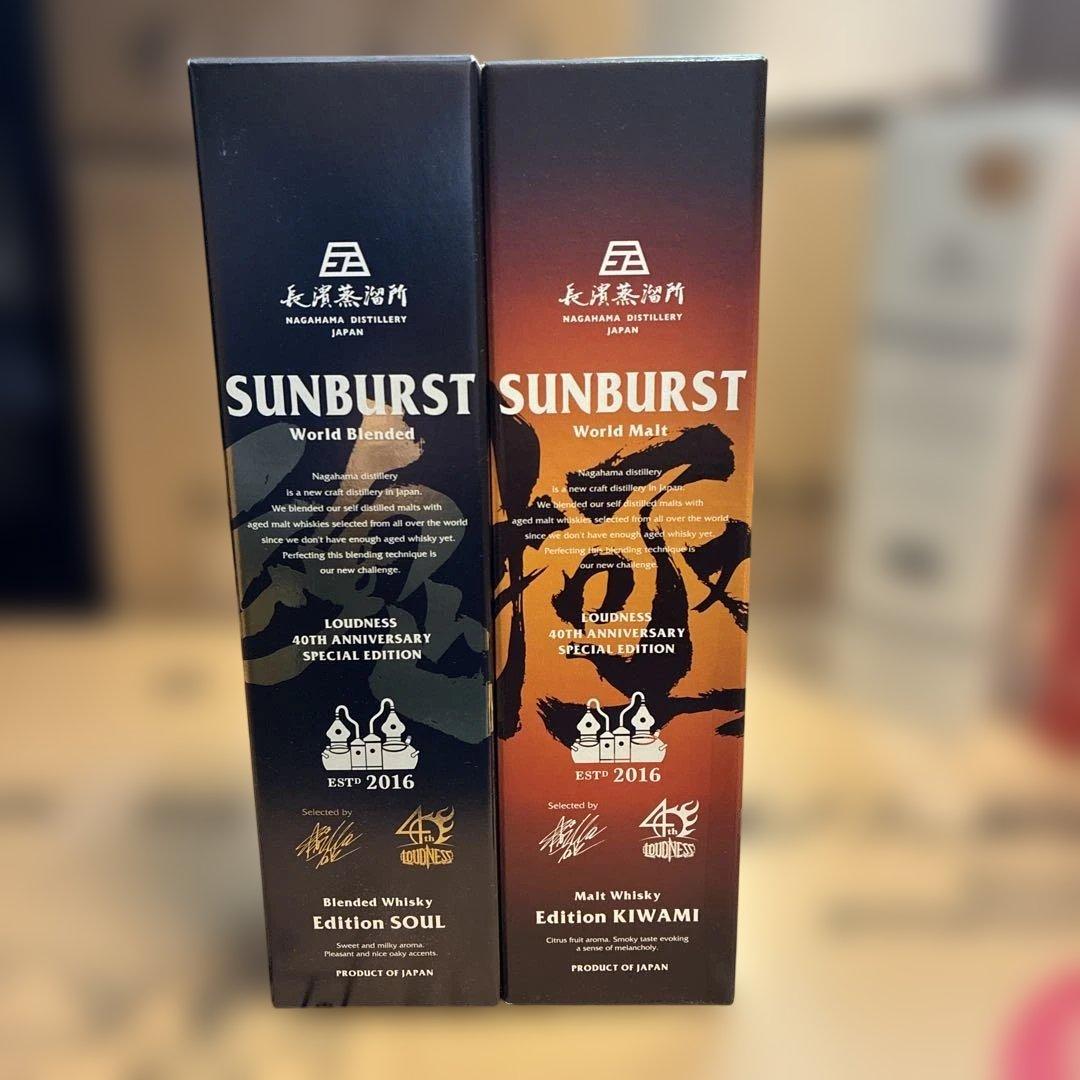 長濱蒸溜所
NAGAHAMA DISTILLERY
JAPAN
SUNBURST
World Blended
Nagahama distillery
is a new craft distillery in Japan.
We blended our self distilled malts with
aged malt whiskies selected from all over the world
since we don't have enough aged whisky yet.
Perfecting this blending technique is
our new challenge.
LOUDNESS
40TH ANNIVERSARY
SPECIAL EDITION
ESTD 2016
Selected by
40th
LOUDNESS
Blended Whisky
Edition SOUL
Sweet and milky aroma.
Pleasant and nice oaky accents.
PRODUCT OF JAPAN
長濱蒸溜所
NAGAHAMA DISTILLERY
JAPAN
SUNBURST
World Malt
極
Nagahama distillery
is a new craft distillery in Japan.
We blended our self distilled malts with
aged malt whiskies selected from all over the world
since we don't have enough aged whisky yet.
Perfecting this blending technique is
our new challenge.
LOUDNESS
40TH ANNIVERSARY
SPECIAL EDITION
ESTD 2016
Selected by
40th
LOUDNESS
Malt Whisky
Edition KIWAMI
Citrus fruit aroma. Smoky taste evoking
a sense of melancholy.
PRODUCT OF JAPAN